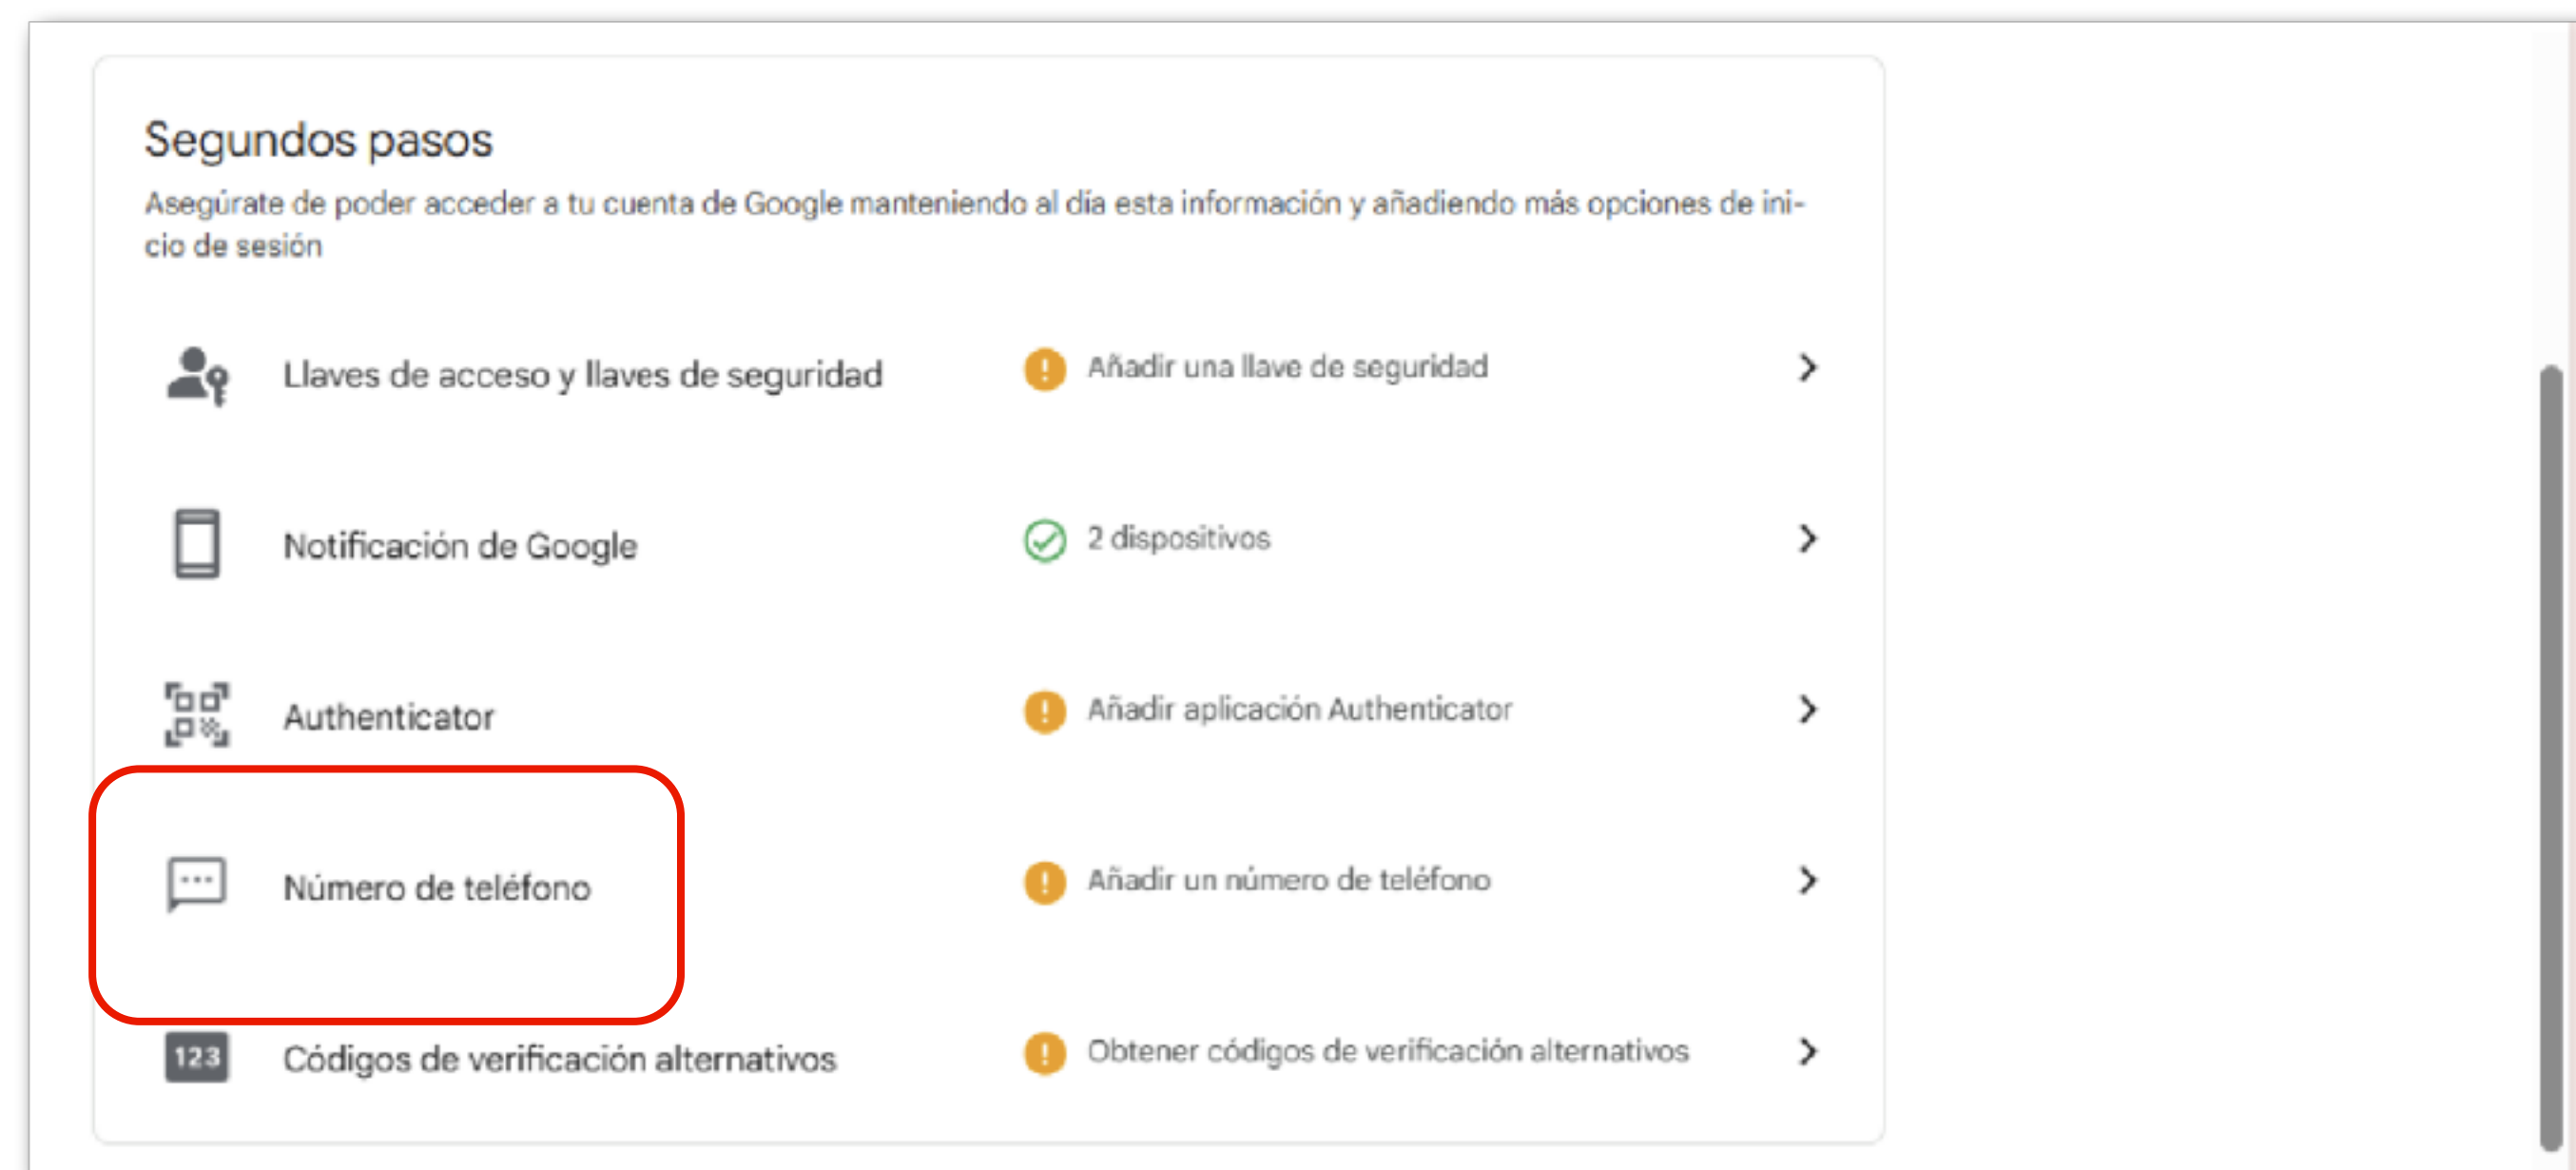 Segundos pasos
Asegúrate de poder acceder a tu cuenta de Google manteniendo al día esta información y añadiendo más opciones de ini-
cio de sesión
Llaves de acceso y llaves de seguridad Añadir una llave de seguridad
Notificación de Google 2 dispositivos
Authenticator Añadir aplicación Authenticator
Número de teléfono Añadir un número de teléfono
123 Códigos de verificación alternativos Obtener códigos de verificación alternativos